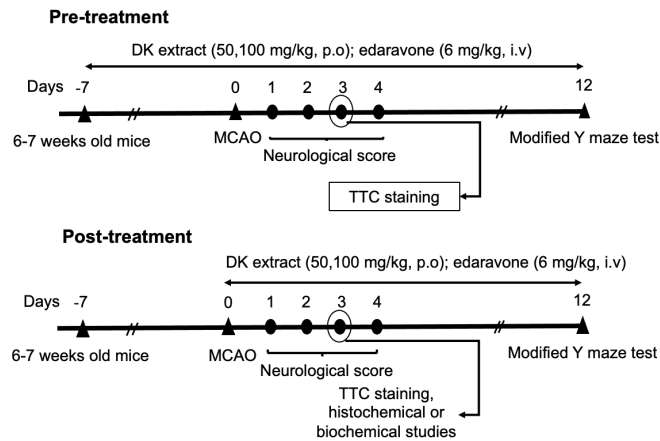 Pre-treatment
DK extract (50,100 mg/kg, p.o); edaravone (6 mg/kg, i.v)
Days -7 0 1 2 3 4 12
6-7 weeks old mice MCAO Modified Y maze test
Neurological score
TTC staining
Post-treatment
DK extract (50,100 mg/kg, p.o); edaravone (6 mg/kg, i.v)
Days -7 0 1 2 3 4 12
6-7 weeks old mice MCAO Modified Y maze test
Neurological score
TTC staining,
histochemical or
biochemical studies